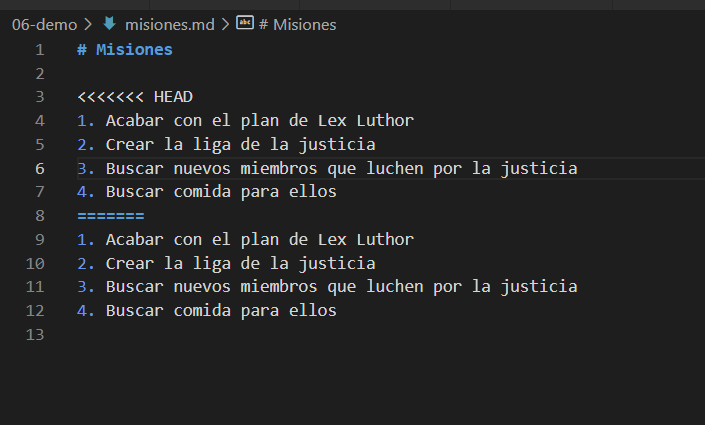 06-demo > misiones.md > abc # Misiones
1 # Misiones
2
3 <<<<<<< HEAD
4 1. Acabar con el plan de Lex Luthor
5 2. Crear la liga de la justicia
6 3. Buscar nuevos miembros que luchen por la justicia
7 4. Buscar comida para ellos
8 =======
9 1. Acabar con el plan de Lex Luthor
10 2. Crear la liga de la justicia
11 3. Buscar nuevos miembros que luchen por la justicia
12 4. Buscar comida para ellos
13